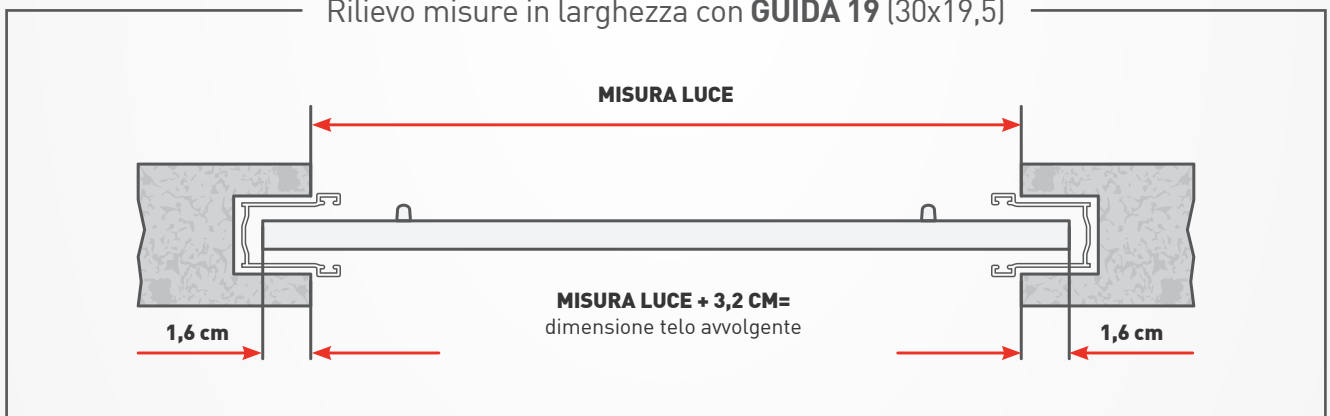 Rilievo misure in larghezza con GUIDA 19 (30x19,5)
MISURA LUCE
MISURA LUCE + 3,2 CM=
dimensione telo avvolgente
1,6 cm
1,6 cm